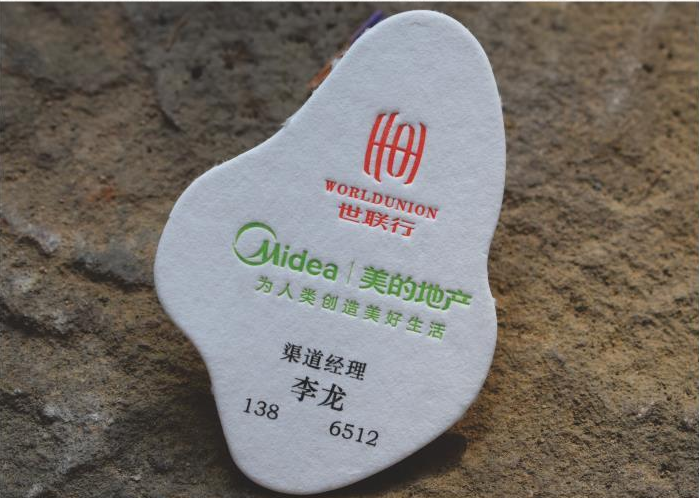 WORLDUNION
世联行
Midea | 美的地产
为人类创造美好生活
渠道经理
李龙
138 6512